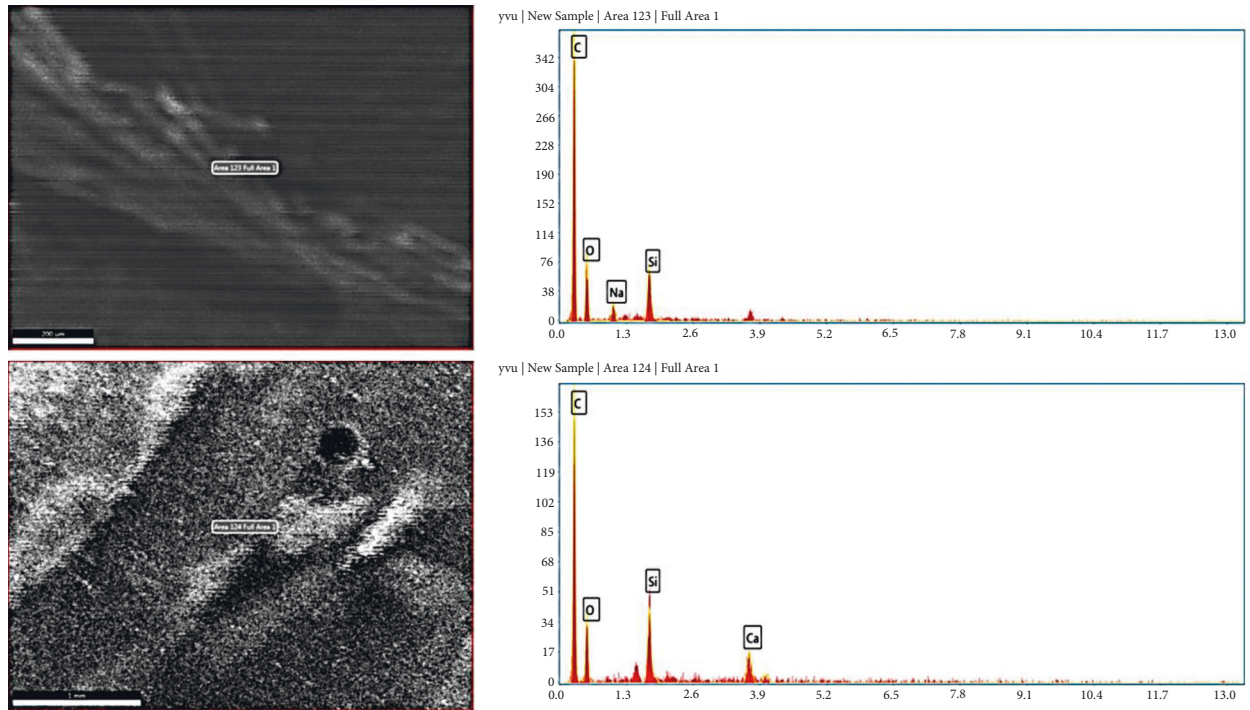 yvu | New Sample | Area 123 | Full Area 1
C
O
Na
Si
342
304
266
228
190
152
114
76
38
0
0.0 1.3 2.6 3.9 5.2 6.5 7.8 9.1 10.4 11.7 13.0
Area 123 Full Area 1
200 um
yvu | New Sample | Area 124 | Full Area 1
C
O
Si
Ca
153
136
119
102
85
68
51
34
17
0
0.0 1.3 2.6 3.9 5.2 6.5 7.8 9.1 10.4 11.7 13.0
Area 124 Full Area 1
1 mm